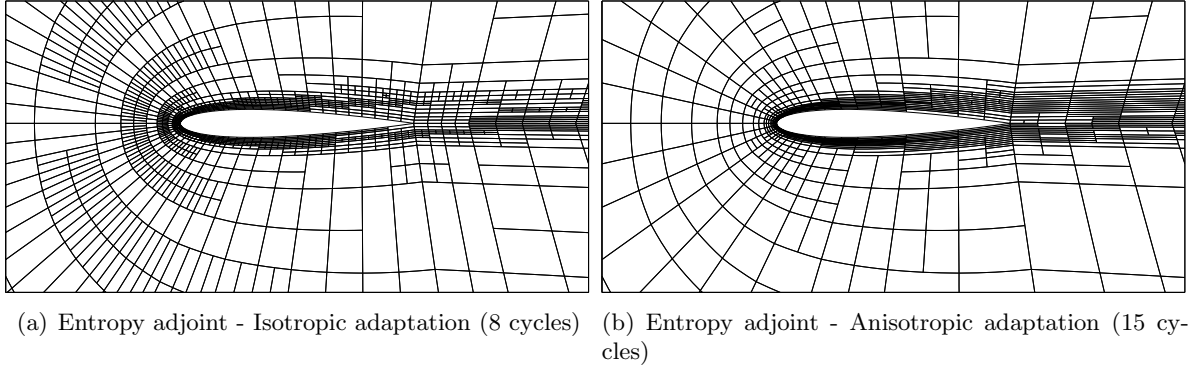 (a) Entropy adjoint - Isotropic adaptation (8 cycles)
(b) Entropy adjoint - Anisotropic adaptation (15 cy-
cles)